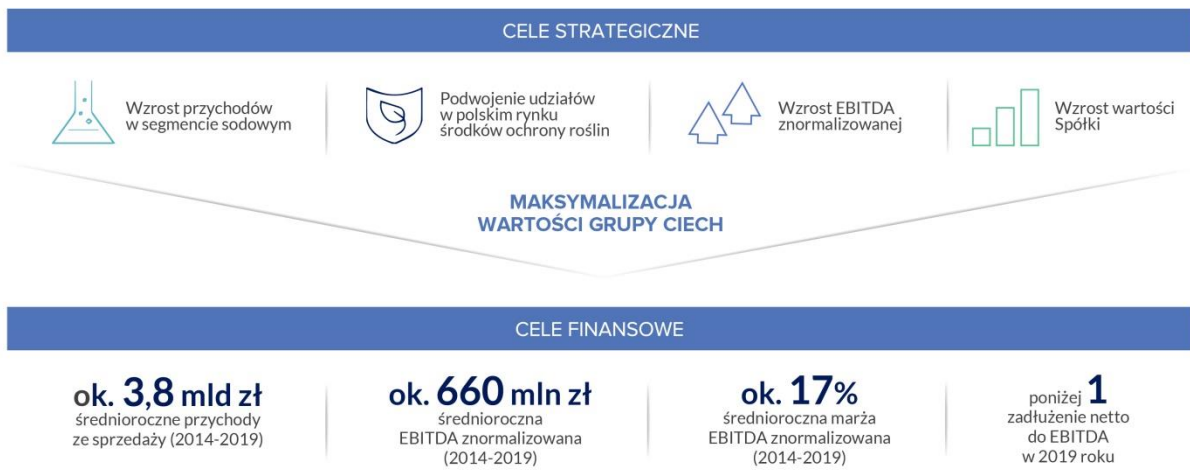 CELE STRATEGICZNE
Wzrost przychodów
w segmencie sodowym
Podwojenie udziałów
w polskim rynku
środków ochrony roślin
Wzrost EBITDA
znormalizowanej
Wzrost wartości
Spółki
MAKSYMALIZACJA
WARTOŚCI GRUPY CIECH
CELE FINANSOWE
ok. 3,8 mld zł
średnioroczne przychody
ze sprzedaży (2014-2019)
ok. 660 mln zł
średnioroczna
EBITDA znormalizowana
(2014-2019)
ok. 17%
średnioroczna marża
EBITDA znormalizowana
(2014-2019)
poniżej 1
zadłużenie netto
do EBITDA
w 2019 roku